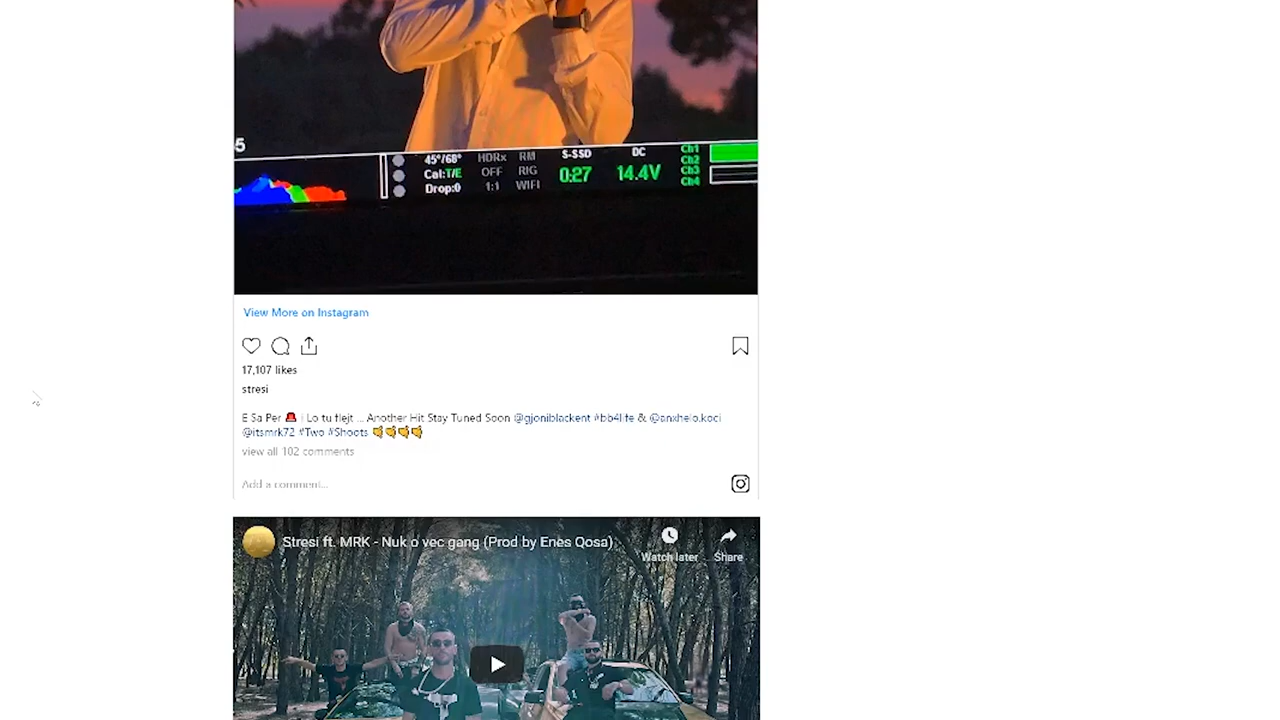 5
45°/68° HDRx RM S-SSD DC Ch1
Cal:T/E OFF RIG 0:27 14.4V Ch2
Drop:0 1:1 WIFI Ch3
Ch4
View More on Instagram
17,107 likes
stresi
E Sa Per 🚨 i Lo tu flejt ... Another Hit Stay Tuned Soon @gjoniblackent #bb4life & @anxhelo.koci
@itsmrk72 #Two #Shoots
view all 102 comments
Add a comment...
Stresi ft. MRK - Nuk o vec gang (Prod by Enes Qosa)
Watch later Share